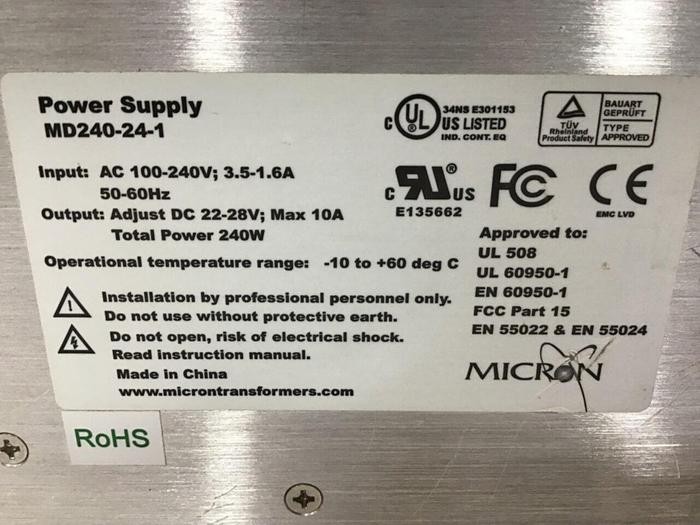 Power Supply
MD240-24-1
Input: AC 100-240V; 3.5-1.6A
50-60Hz
Output: Adjust DC 22-28V; Max 10A
Total Power 240W
Operational temperature range: -10 to +60 deg C
Installation by professional personnel only.
Do not use without protective earth.
Do not open, risk of electrical shock.
Read instruction manual.
Made in China
www.microntransformers.com
34NS E301153
C UL US LISTED
IND. CONT. EQ
TÜV
Rheinland
Product Safety
BAUART
GEPRÜFT
TYPE
APPROVED
c RU ® us
E135662
FCC
CE
EMC LVD
Approved to:
UL 508
UL 60950-1
EN 60950-1
FCC Part 15
EN 55022 & EN 55024
MICRON
RoHS